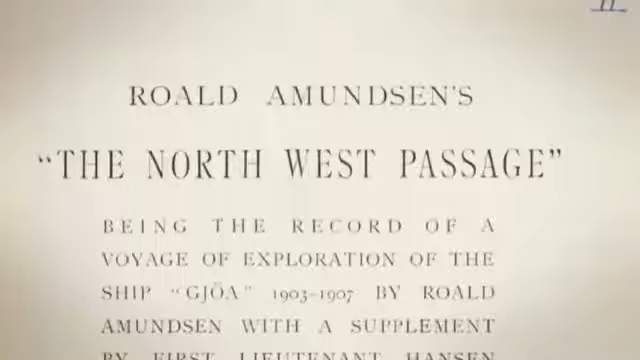 ROALD AMUNDSEN'S
"THE NORTH WEST PASSAGE"
BEING THE RECORD OF A
VOYAGE OF EXPLORATION OF THE
SHIP "GJÖA" 1903-1907 BY ROALD
AMUNDSEN WITH A SUPPLEMENT
BY FIRST LIEUTENANT HANSEN